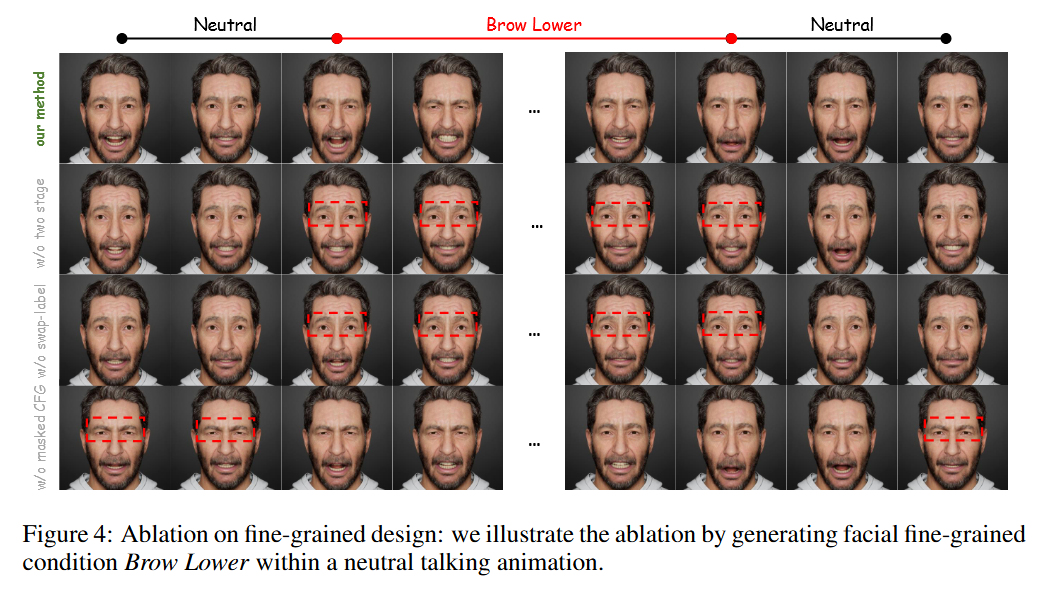 Neutral
Brow Lower
Neutral
our method
...
w/o two stage
...
w/o swap-label
...
w/o masked CFG
...
Figure 4: Ablation on fine-grained design: we illustrate the ablation by generating facial fine-grained
condition Brow Lower within a neutral talking animation.